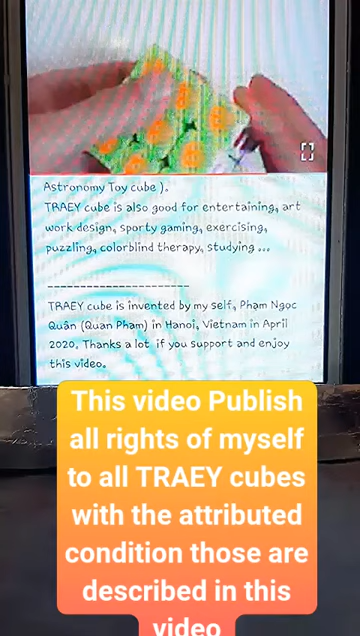 Astronomy Toy cube ).
TRAEY cube is also good for entertaining, art
work design, sporty gaming, exercising,
puzzling, colorblind therapy, studying ...
----------------------
TRAEY cube is invented by my self, Phạm Ngọc
Quân (Quan Pham) in Hanoi, Vietnam in April
2020, Thanks a lot if you support and enjoy
this video.
This video Publish
all rights of myself
to all TRAEY cubes
with the attributed
condition those are
described in this
video